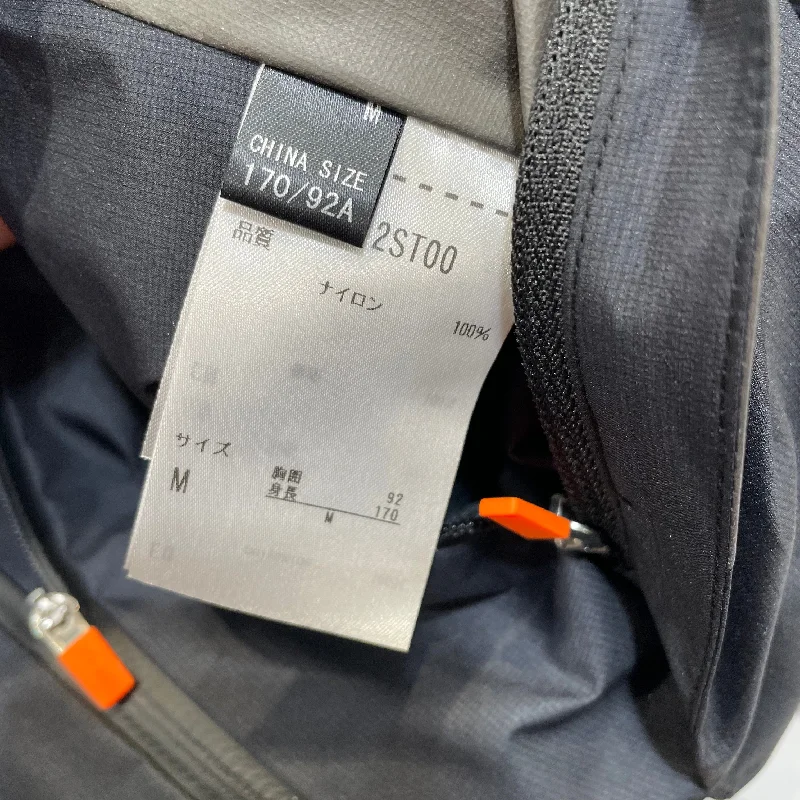 M
CHINA SIZE
170/92A
品質
2ST00
ナイロン
100%
サイズ
M
胸囲 92
身長 170
M